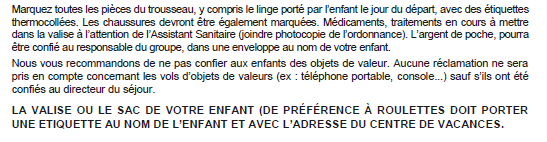 Marquez toutes les pièces du trousseau, y compris le linge porté par l'enfant le jour du départ, avec des étiquettes
thermocollées. Les chaussures devront être également marquées. Médicaments, traitements en cours à mettre
dans la valise à l'attention de l'Assistant Sanitaire (joindre photocopie de l'ordonnance). L'argent de poche, pourra
être confié au responsable du groupe, dans une enveloppe au nom de votre enfant.
Nous vous recommandons de ne pas confier aux enfants des objets de valeur. Aucune réclamation ne sera
pris en compte concernant les vols d'objets de valeurs (ex : téléphone portable, console...) sauf s'ils ont été
confiés au directeur du séjour.
LA VALISE OU LE SAC DE VOTRE ENFANT (DE PRÉFÉRENCE À ROULETTES DOIT PORTER
UNE ETIQUETTE AU NOM DE L'ENFANT ET AVEC L'ADRESSE DU CENTRE DE VACANCES.